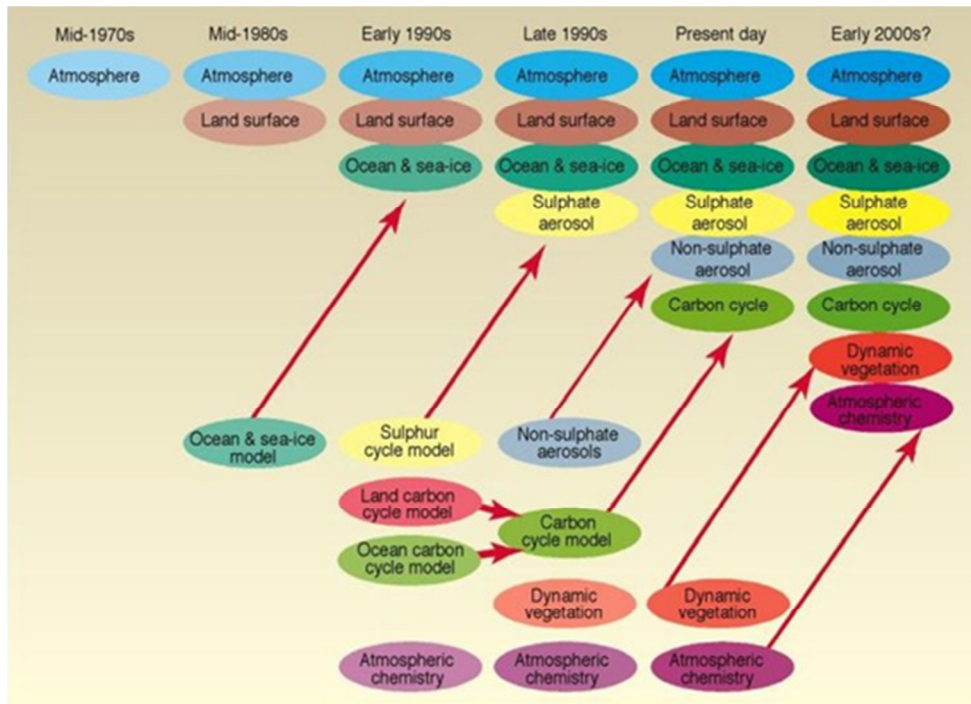 Mid-1970s
Mid-1980s
Early 1990s
Late 1990s
Present day
Early 2000s?
Atmosphere
Atmosphere
Atmosphere
Atmosphere
Atmosphere
Atmosphere
Land surface
Land surface
Land surface
Land surface
Land surface
Ocean & sea-ice
Ocean & sea-ice
Ocean & sea-ice
Ocean & sea-ice
Sulphate
aerosol
Sulphate
aerosol
Sulphate
aerosol
Non-sulphate
aerosol
Non-sulphate
aerosol
Carbon cycle
Carbon cycle
Dynamic
vegetation
Atmospheric
chemistry
Ocean & sea-ice
model
Sulphur
cycle model
Non-sulphate
aerosols
Land carbon
cycle model
Carbon
cycle model
Ocean carbon
cycle model
Dynamic
vegetation
Dynamic
vegetation
Atmospheric
chemistry
Atmospheric
chemistry
Atmospheric
chemistry